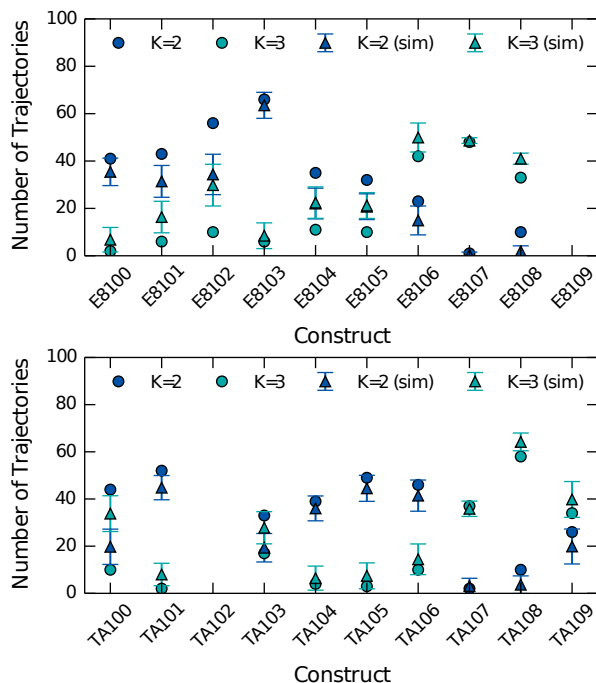 100
K=2 K=3 K=2 (sim) K=3 (sim)
80
60
40
20
0
Number of Trajectories
E8100 E8101 E8102 E8103 E8104 E8105 E8106 E8107 E8108 E8109
Construct
100
K=2 K=3 K=2 (sim) K=3 (sim)
80
60
40
20
0
Number of Trajectories
TA100 TA101 TA102 TA103 TA104 TA105 TA106 TA107 TA108 TA109
Construct